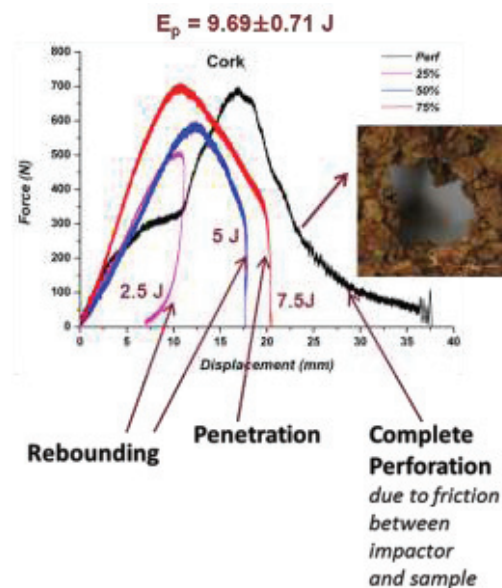 Eₚ = 9.69±0.71 J
Cork
Perf
25%
50%
75%
Force (N)
800
700
600
500
400
300
200
100
0
5 J
2.5 J
7.5J
0 5 10 15 20 25 30 35 40
Displacement (mm)
Rebounding
Penetration
Complete
Perforation
due to friction
between
impactor
and sample